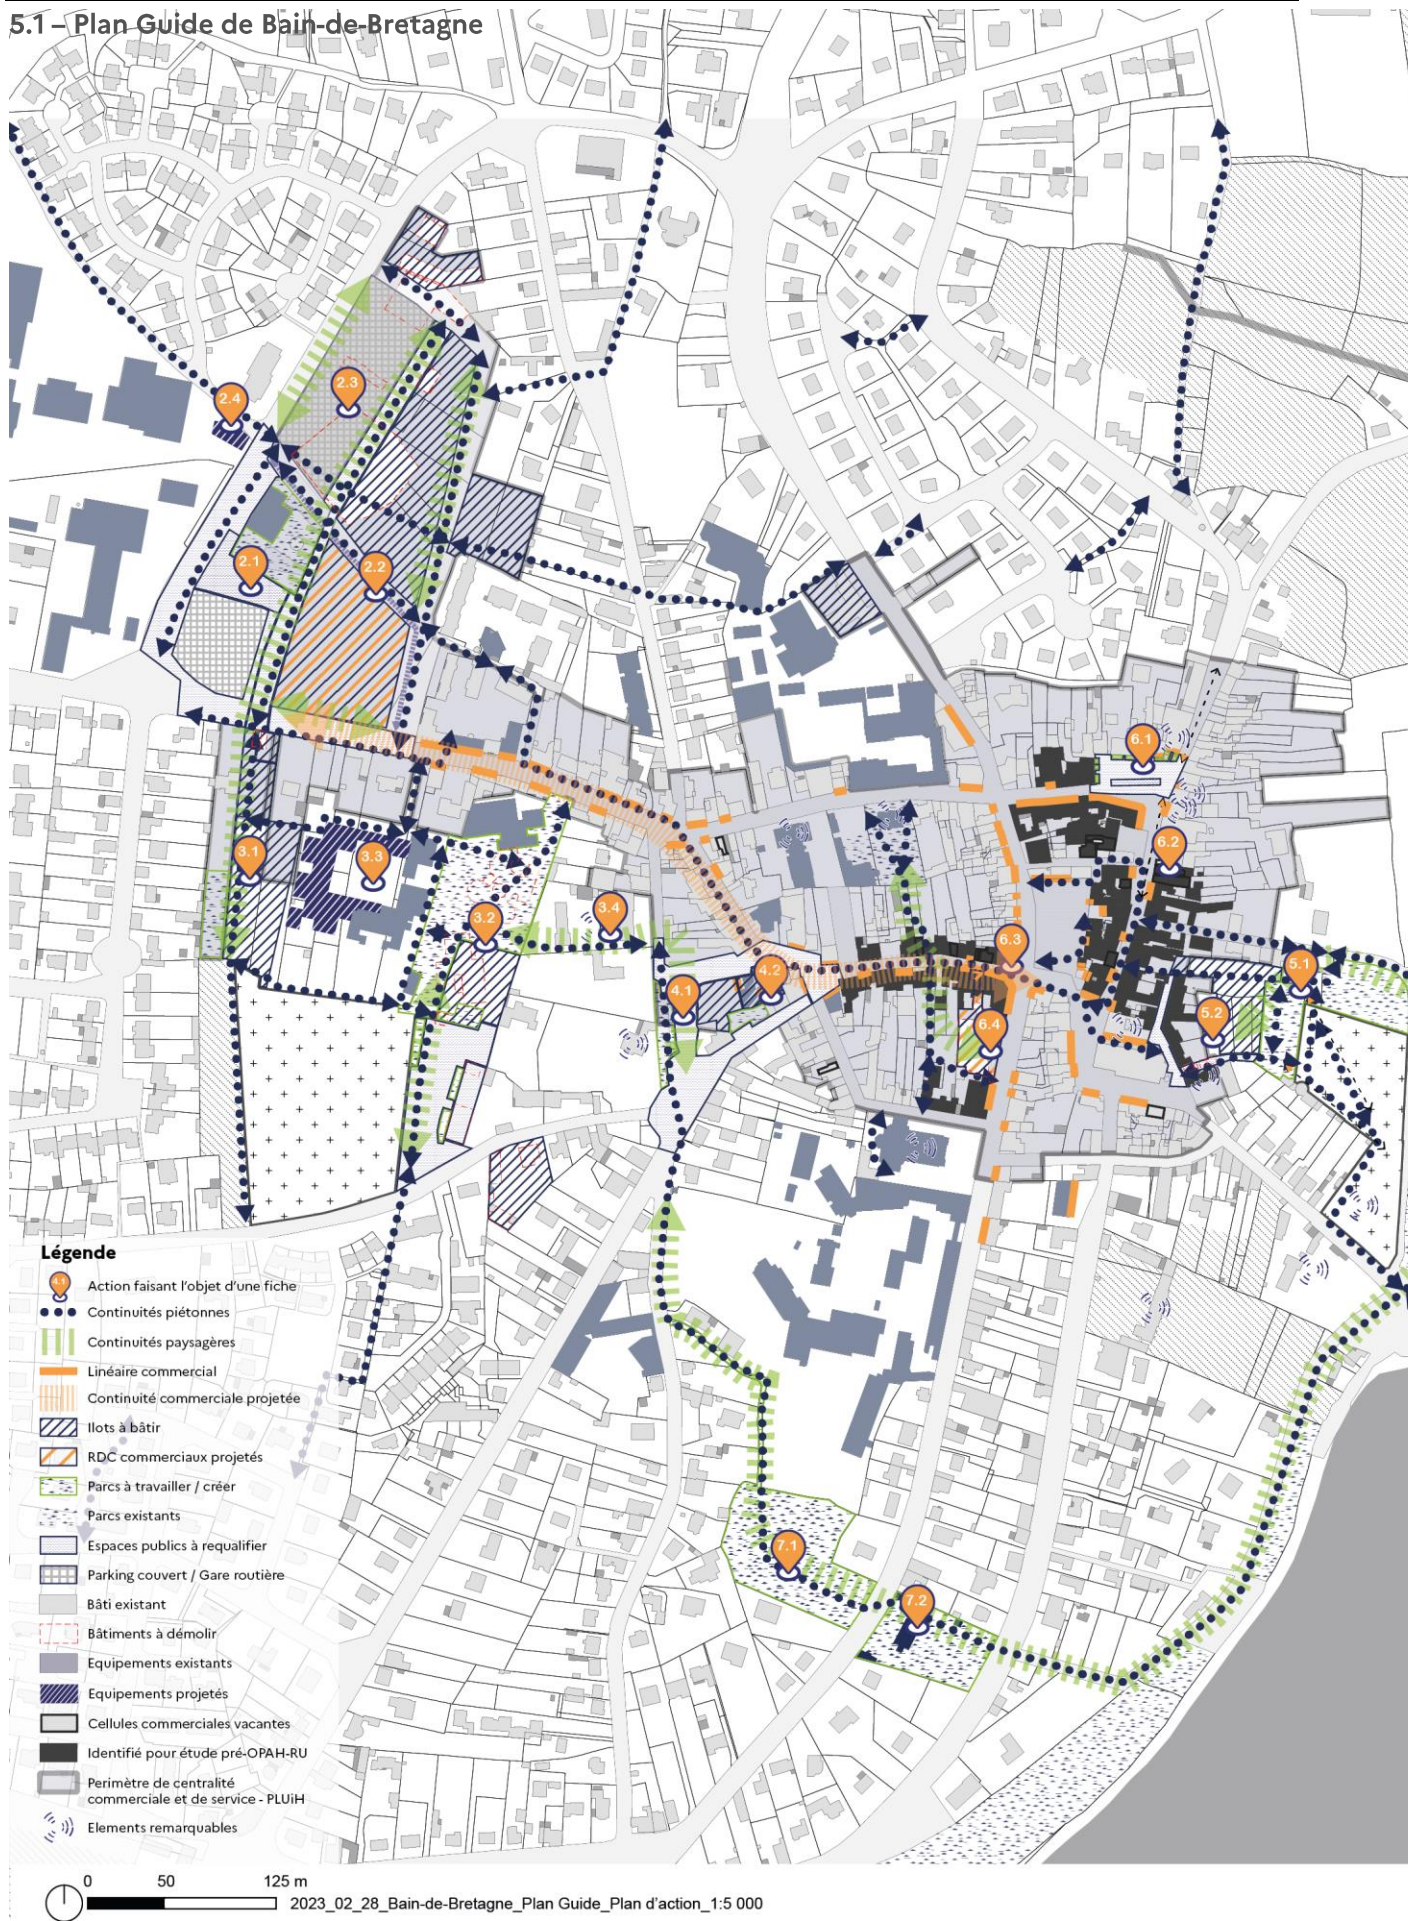 5.1 – Plan Guide de Bain-de-Bretagne
2.3
2.4
2.1
2.2
6.1
3.1
3.3
6.2
3.4
3.2
6.3
4.2
5.1
4.1
5.2
6.4
Légende
4.1 Action faisant l'objet d'une fiche
Continuités piétonnes
Continuités paysagères
Linéaire commercial
Continuité commerciale projetée
Ilots à bâtir
RDC commerciaux projetés
Parcs à travailler / créer
Parcs existants
Espaces publics à requalifier
Parking couvert / Gare routière
Bâti existant
Bâtiments à démolir
Equipements existants
Equipements projetés
Cellules commerciales vacantes
Identifié pour étude pré-OPAH-RU
Perimètre de centralité
commerciale et de service - PLUiH
Elements remarquables
7.1
7.2
0 50 125 m
2023_02_28_Bain-de-Bretagne_Plan Guide_Plan d'action_1:5 000